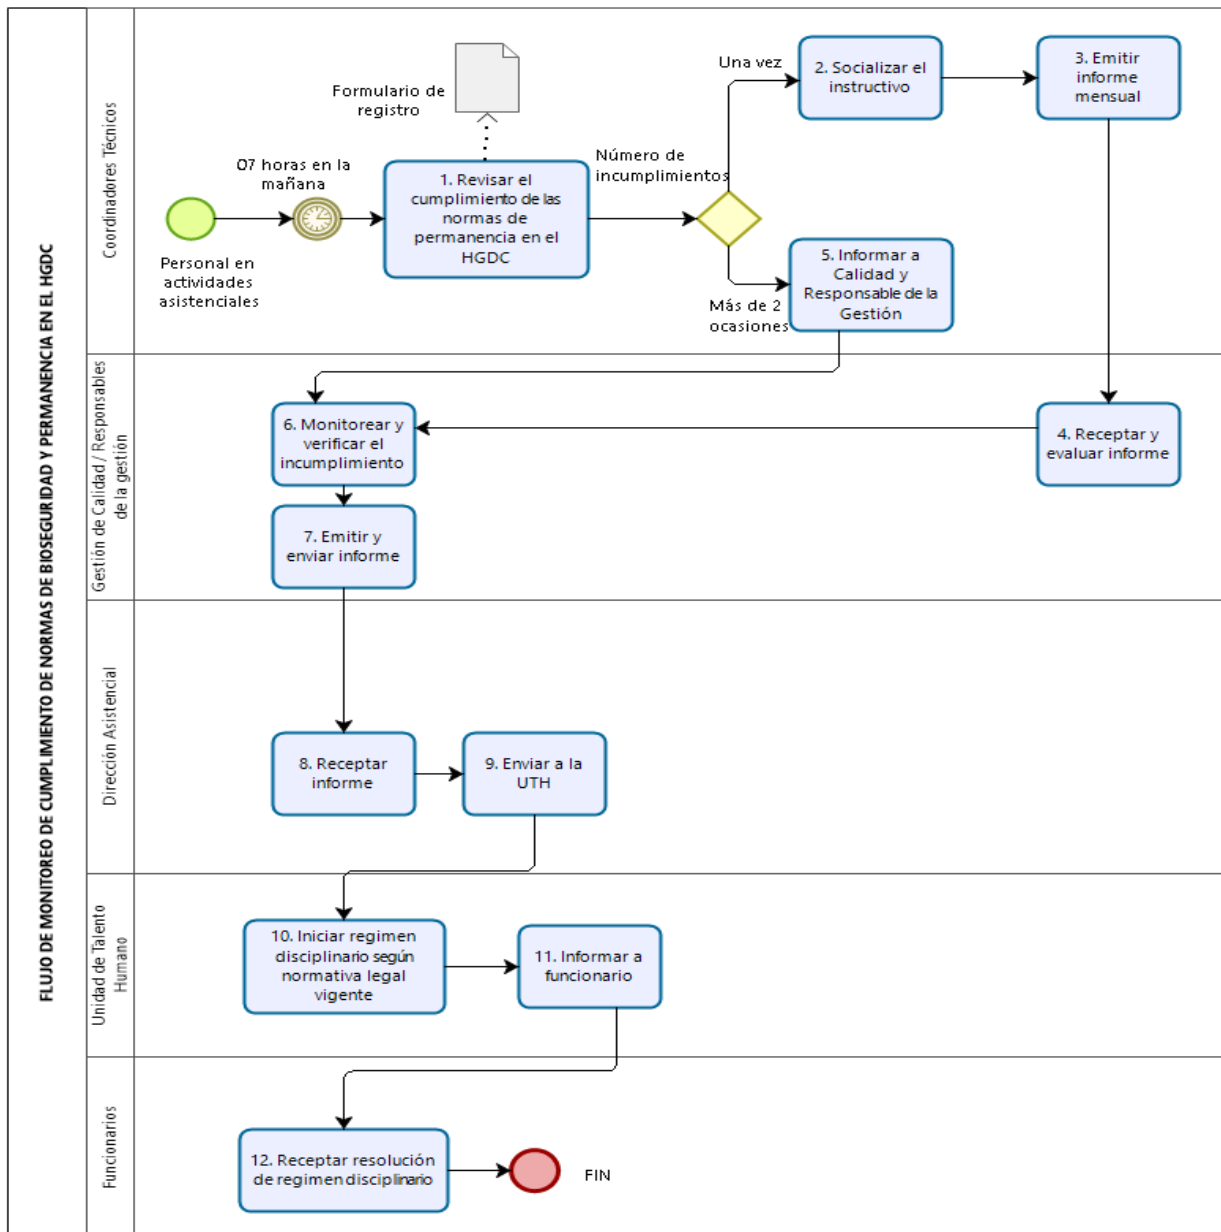 FLUJO DE MONITOREO DE CUMPLIMIENTO DE NORMAS DE BIOSEGURIDAD Y PERMANENCIA EN EL HGDC
Coordinadores Técnicos
Personal en
actividades
asistenciales
07 horas en la
mañana
Formulario de
registro
1. Revisar el
cumplimiento de las
normas de
permanencia en el
HGDC
Número de
incumplimientos
Una vez
2. Socializar el
instructivo
3. Emitir
informe
mensual
Más de 2
ocasiones
5. Informar a
Calidad y
Responsable de la
Gestión
Gestión de Calidad / Responsables
de la gestión
6. Monitorear y
verificar el
incumplimiento
4. Receptar y
evaluar informe
7. Emitir y
enviar informe
Dirección Asistencial
8. Receptar
informe
9. Enviar a la
UTH
Unidad de Talento
Humano
10. Iniciar regimen
disciplinario según
normativa legal
vigente
11. Informar a
funcionario
Funcionarios
12. Receptar resolución
de regimen disciplinario
FIN